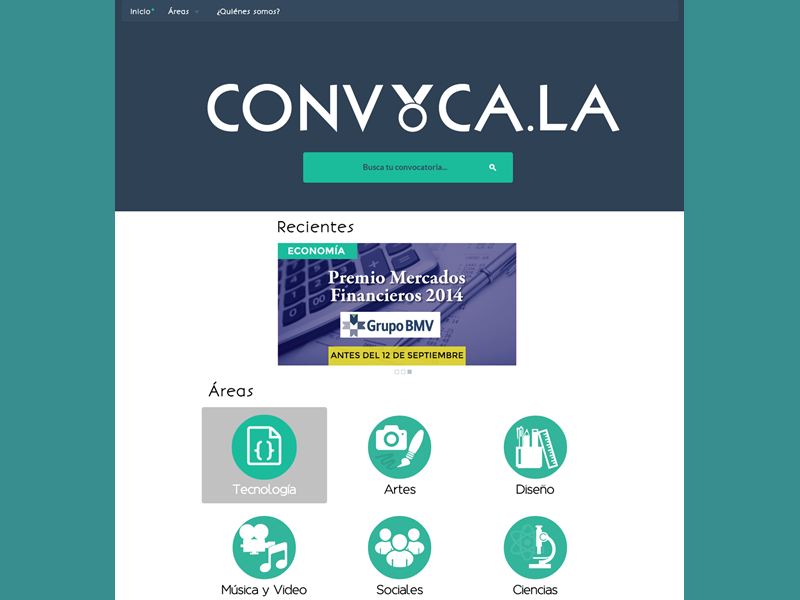 Inicio
Áreas
¿Quiénes somos?
CONVOCA.LA
Busca tu convocatoria...
Recientes
ECONOMÍA
Premio Mercados
Financieros 2014
Grupo BMV
ANTES DEL 12 DE SEPTIEMBRE
Áreas
Tecnología
Artes
Diseño
Música y Video
Sociales
Ciencias